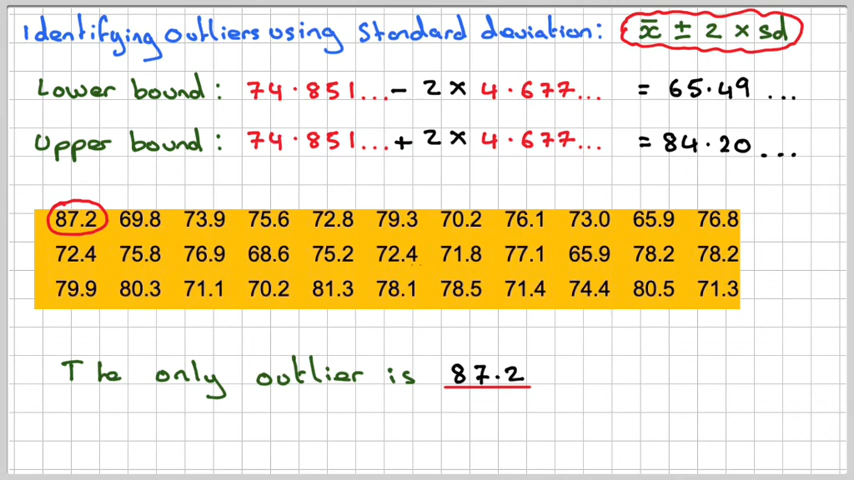 Identifying outliers using standard deviation: x̄ ± 2 × sd
Lower bound: 74.851... - 2 × 4.677... = 65.49 ...
Upper bound: 74.851... + 2 × 4.677... = 84.20 ...
87.2 69.8 73.9 75.6 72.8 79.3 70.2 76.1 73.0 65.9 76.8
72.4 75.8 76.9 68.6 75.2 72.4 71.8 77.1 65.9 78.2 78.2
79.9 80.3 71.1 70.2 81.3 78.1 78.5 71.4 74.4 80.5 71.3
The only outlier is 87.2